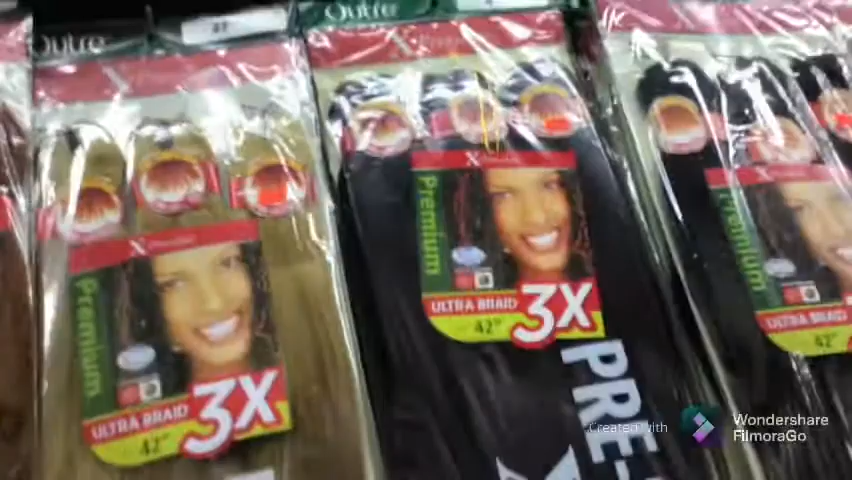 Outre
Outre
X
X
X
Premium
ULTRA BRAID
42"
3X
Premium
ULTRA BRAID
42"
3X
Premium
ULTRA BRAID
42"
PRE-
Created with
Wondershare
FilmoraGo